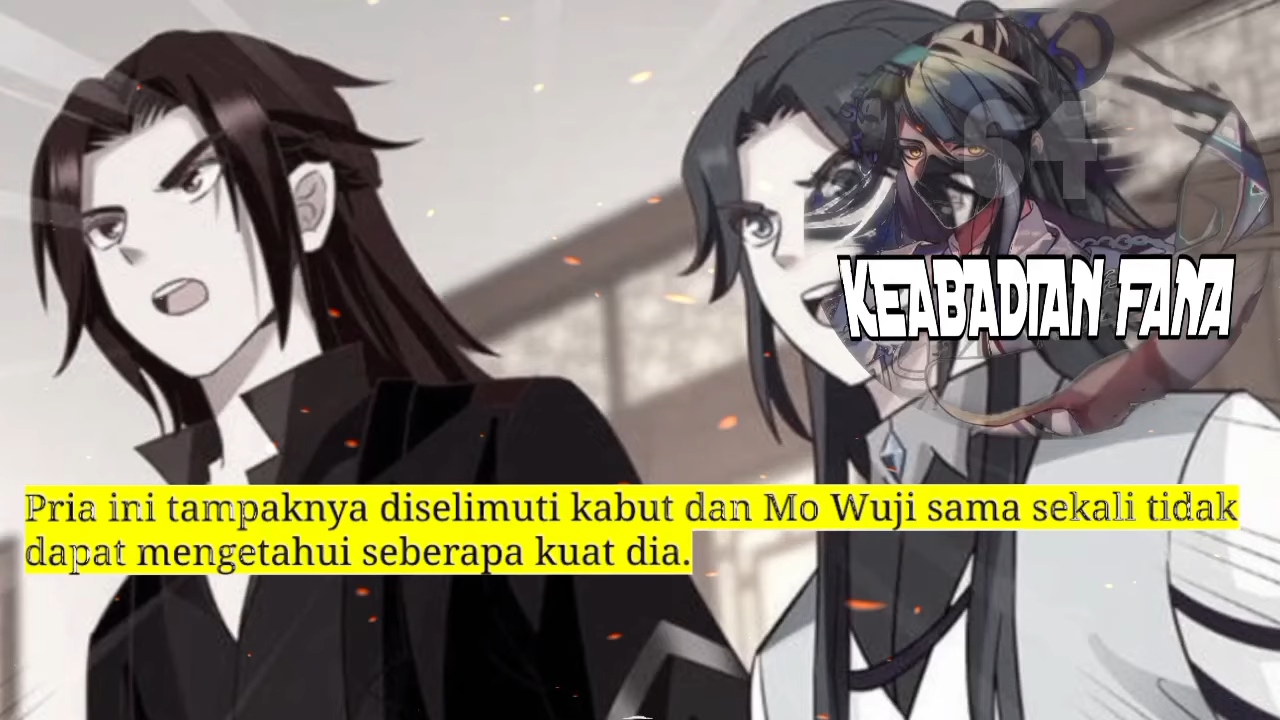 KEABADIAN FANA
Pria ini tampaknya diselimuti kabut dan Mo Wuji sama sekali tidak
dapat mengetahui seberapa kuat dia.